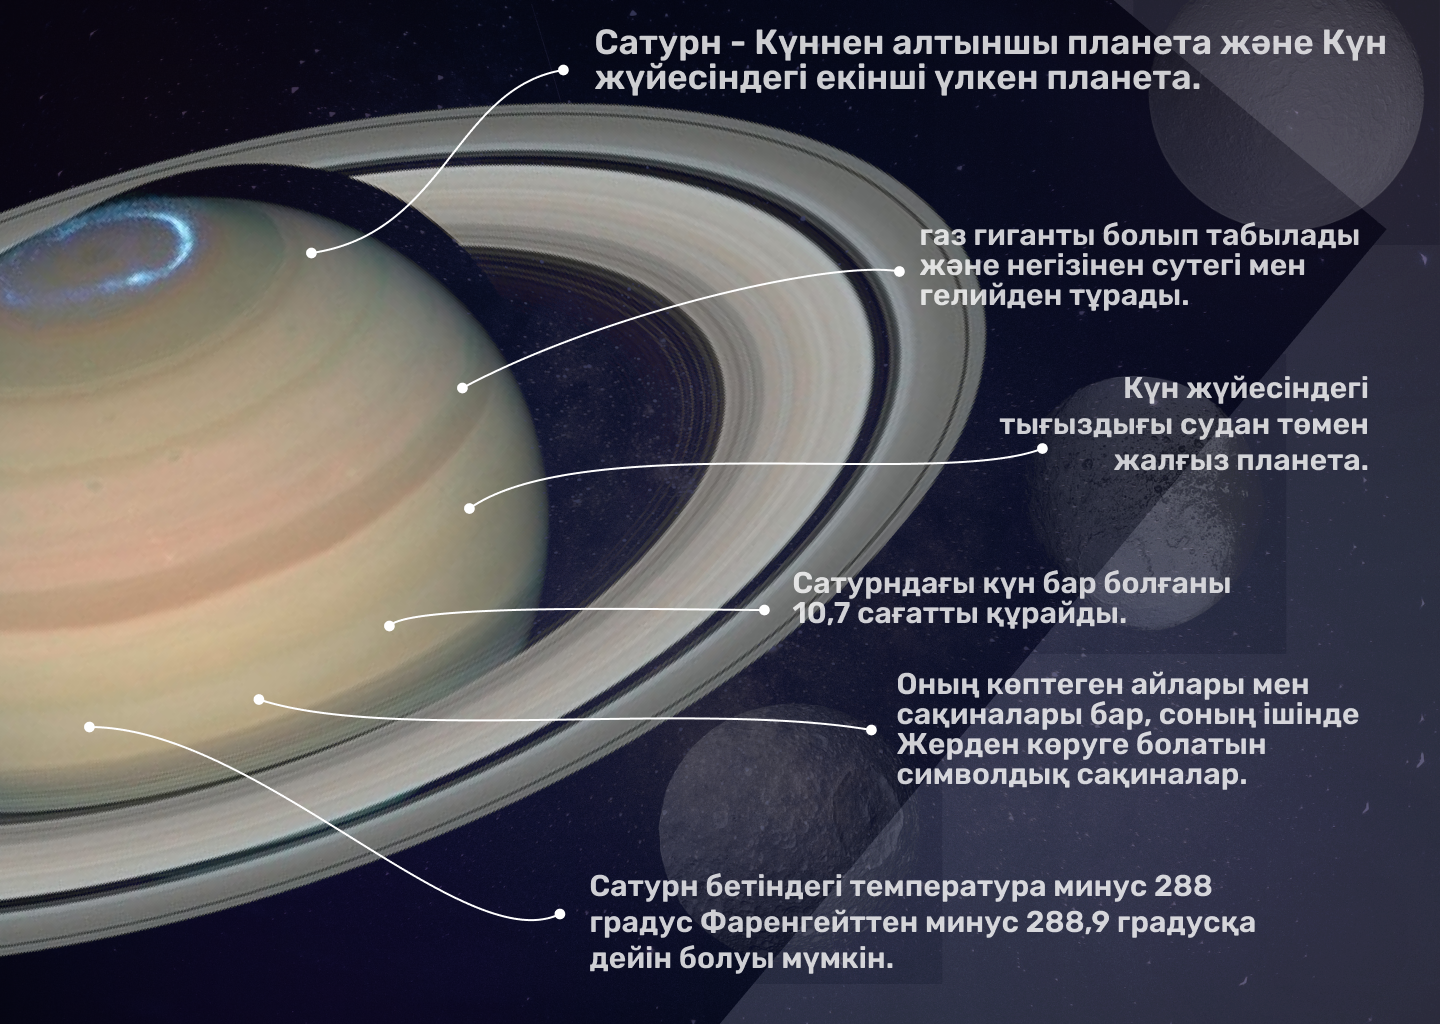 Сатурн - Күннен алтыншы планета және Күн
жүйесіндегі екінші үлкен планета.
газ гиганты болып табылады
және негізінен сутегі мен
гелийден тұрады.
Күн жүйесіндегі
тығыздығы судан төмен
жалғыз планета.
Сатурндағы күн бар болғаны
10,7 сағатты құрайды.
Оның көптеген айлары мен
сақиналары бар, соның ішінде
Жерден көруге болатын
символдық сақиналар.
Сатурн бетіндегі температура минус 288
градус Фаренгейттен минус 288,9 градусқа
дейін болуы мүмкін.